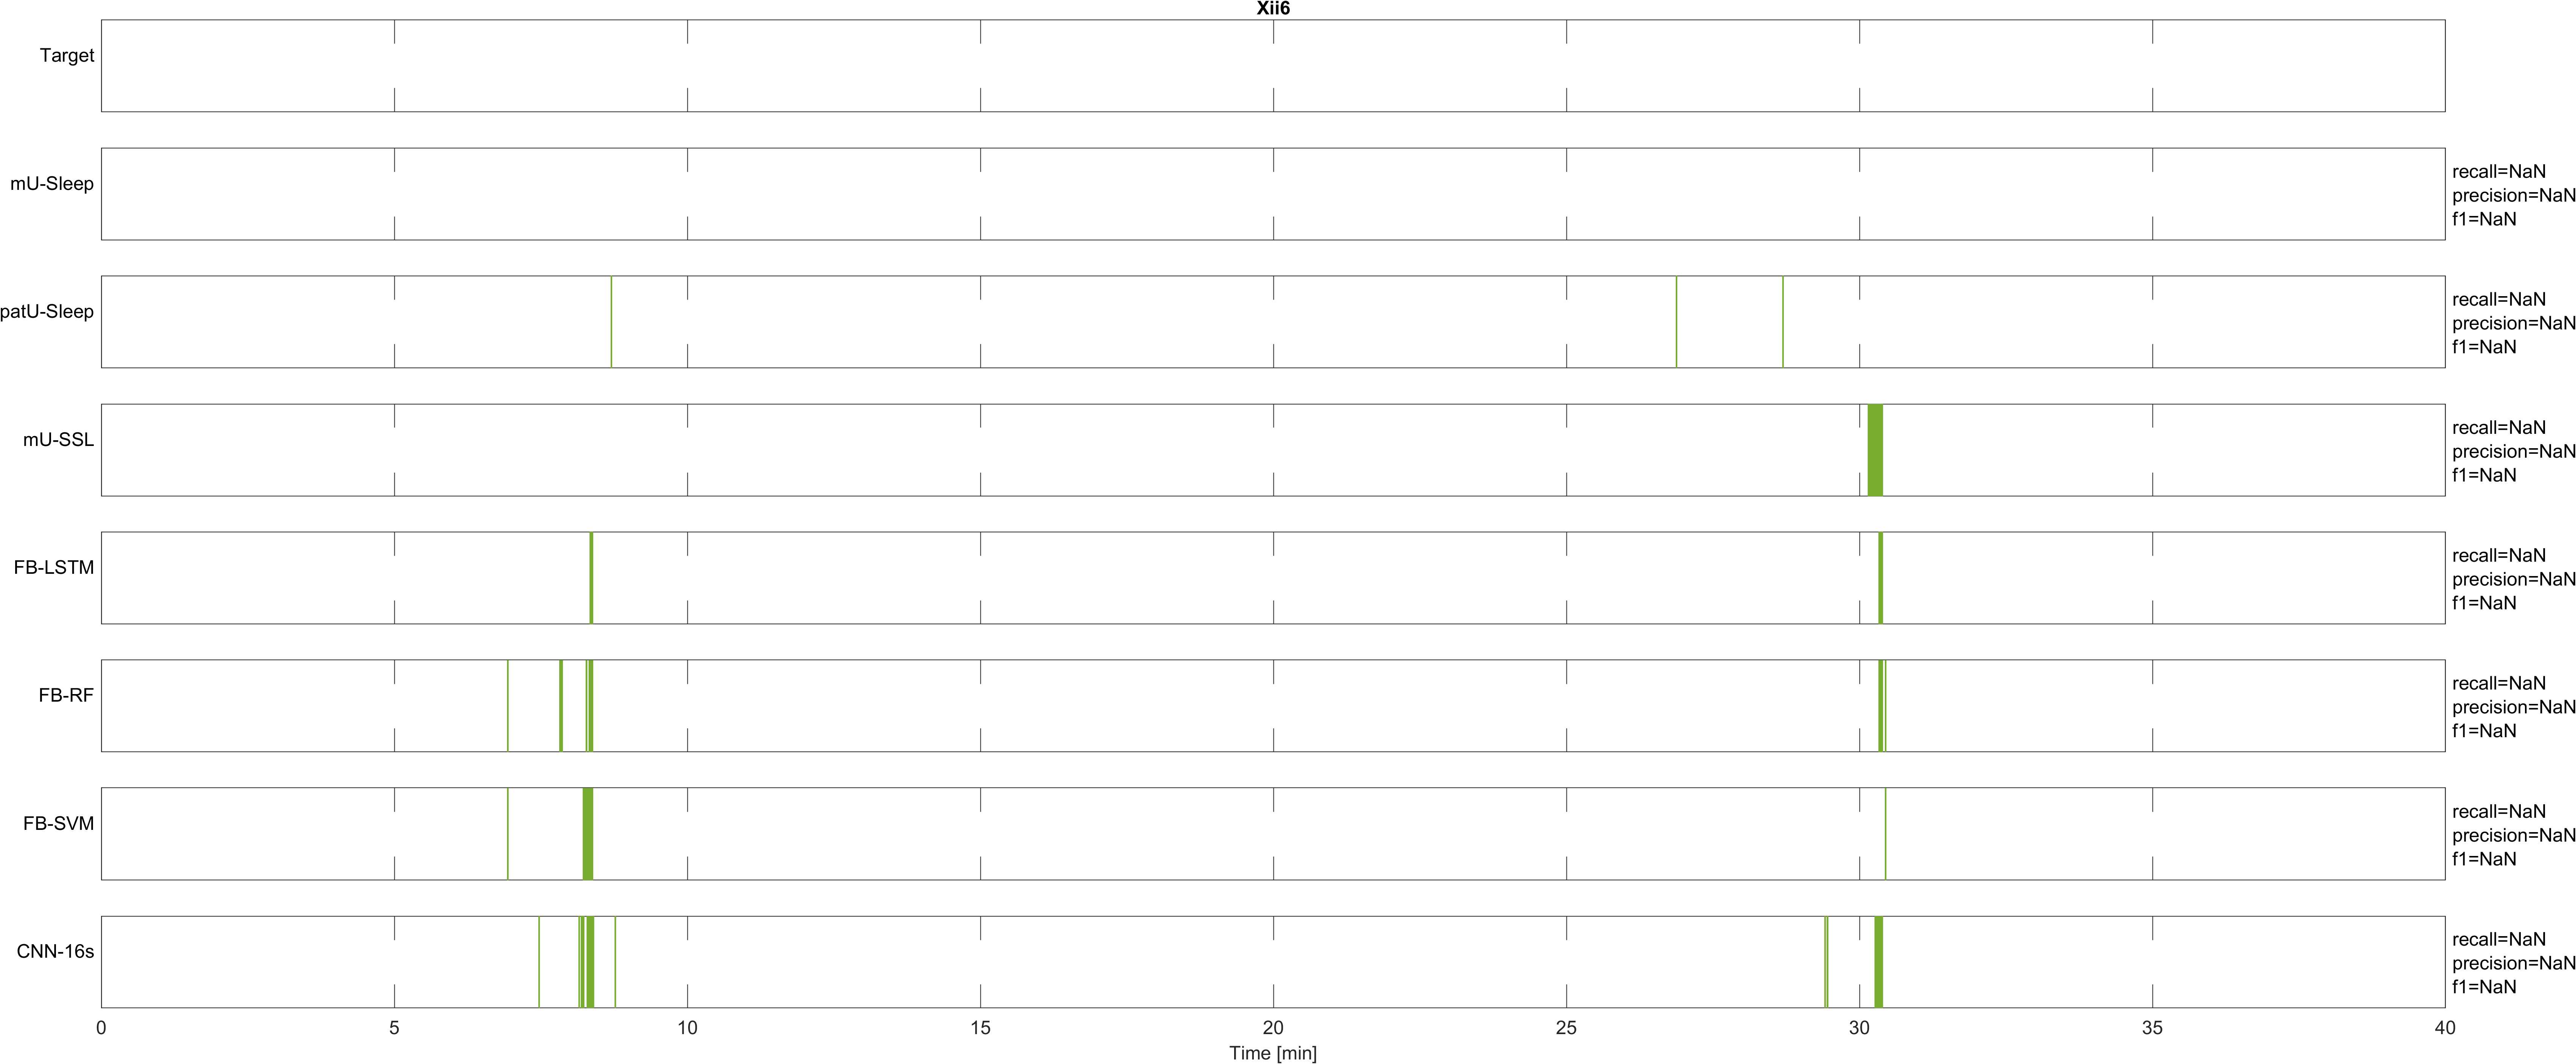 Xii6
Target
mU-Sleep
recall=NaN
precision=NaN
f1=NaN
patU-Sleep
recall=NaN
precision=NaN
f1=NaN
mU-SSL
recall=NaN
precision=NaN
f1=NaN
FB-LSTM
recall=NaN
precision=NaN
f1=NaN
FB-RF
recall=NaN
precision=NaN
f1=NaN
FB-SVM
recall=NaN
precision=NaN
f1=NaN
CNN-16s
recall=NaN
precision=NaN
f1=NaN
0 5 10 15 20 25 30 35 40
Time [min]